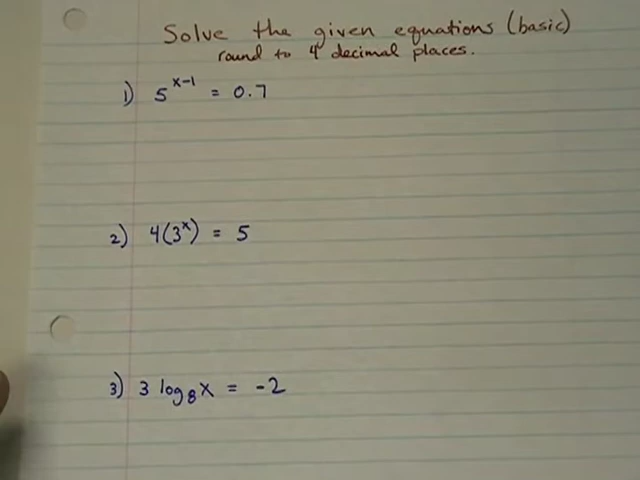 Solve the given equations (basic)
round to 4 decimal places.
1) 5^(x-1) = 0.7
2) 4(3^x) = 5
3) 3 log₈x = -2